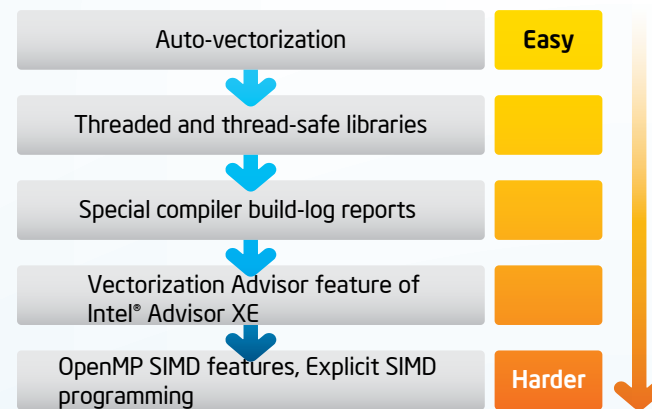 Auto-vectorization
Easy
Threaded and thread-safe libraries
Special compiler build-log reports
Vectorization Advisor feature of
Intel® Advisor XE
OpenMP SIMD features, Explicit SIMD
programming
Harder